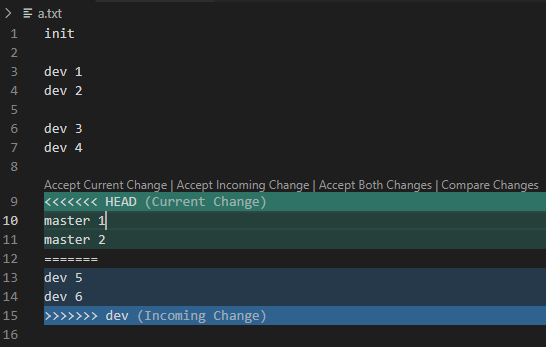 a.txt
1 init
2
3 dev 1
4 dev 2
5
6 dev 3
7 dev 4
8
Accept Current Change | Accept Incoming Change | Accept Both Changes | Compare Changes
9 <<<<<<< HEAD (Current Change)
10 master 1
11 master 2
12 =======
13 dev 5
14 dev 6
15 >>>>>>> dev (Incoming Change)
16